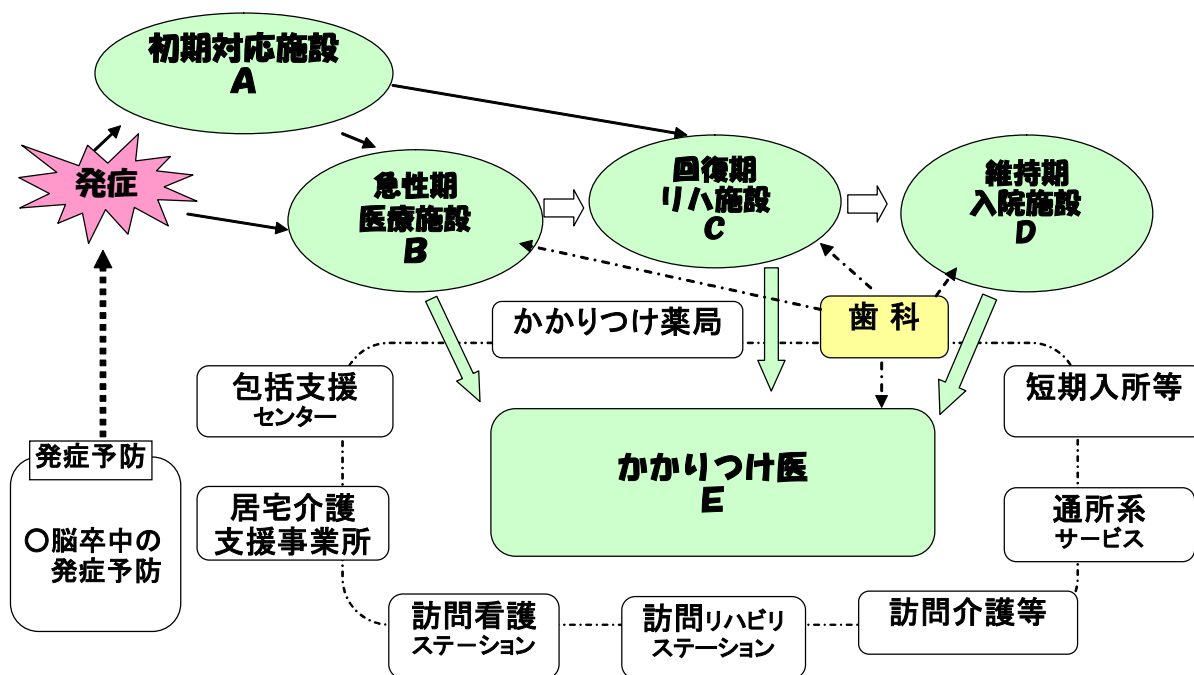 初期対応施設
A
発症
急性期
医療施設
B
回復期
リハ施設
C
維持期
入院施設
D
かかりつけ薬局
歯 科
包括支援
センター
短期入所等
発症予防
○脳卒中の
発症予防
居宅介護
支援事業所
かかりつけ医
E
通所系
サービス
訪問看護
ステーション
訪問リハビリ
ステーション
訪問介護等